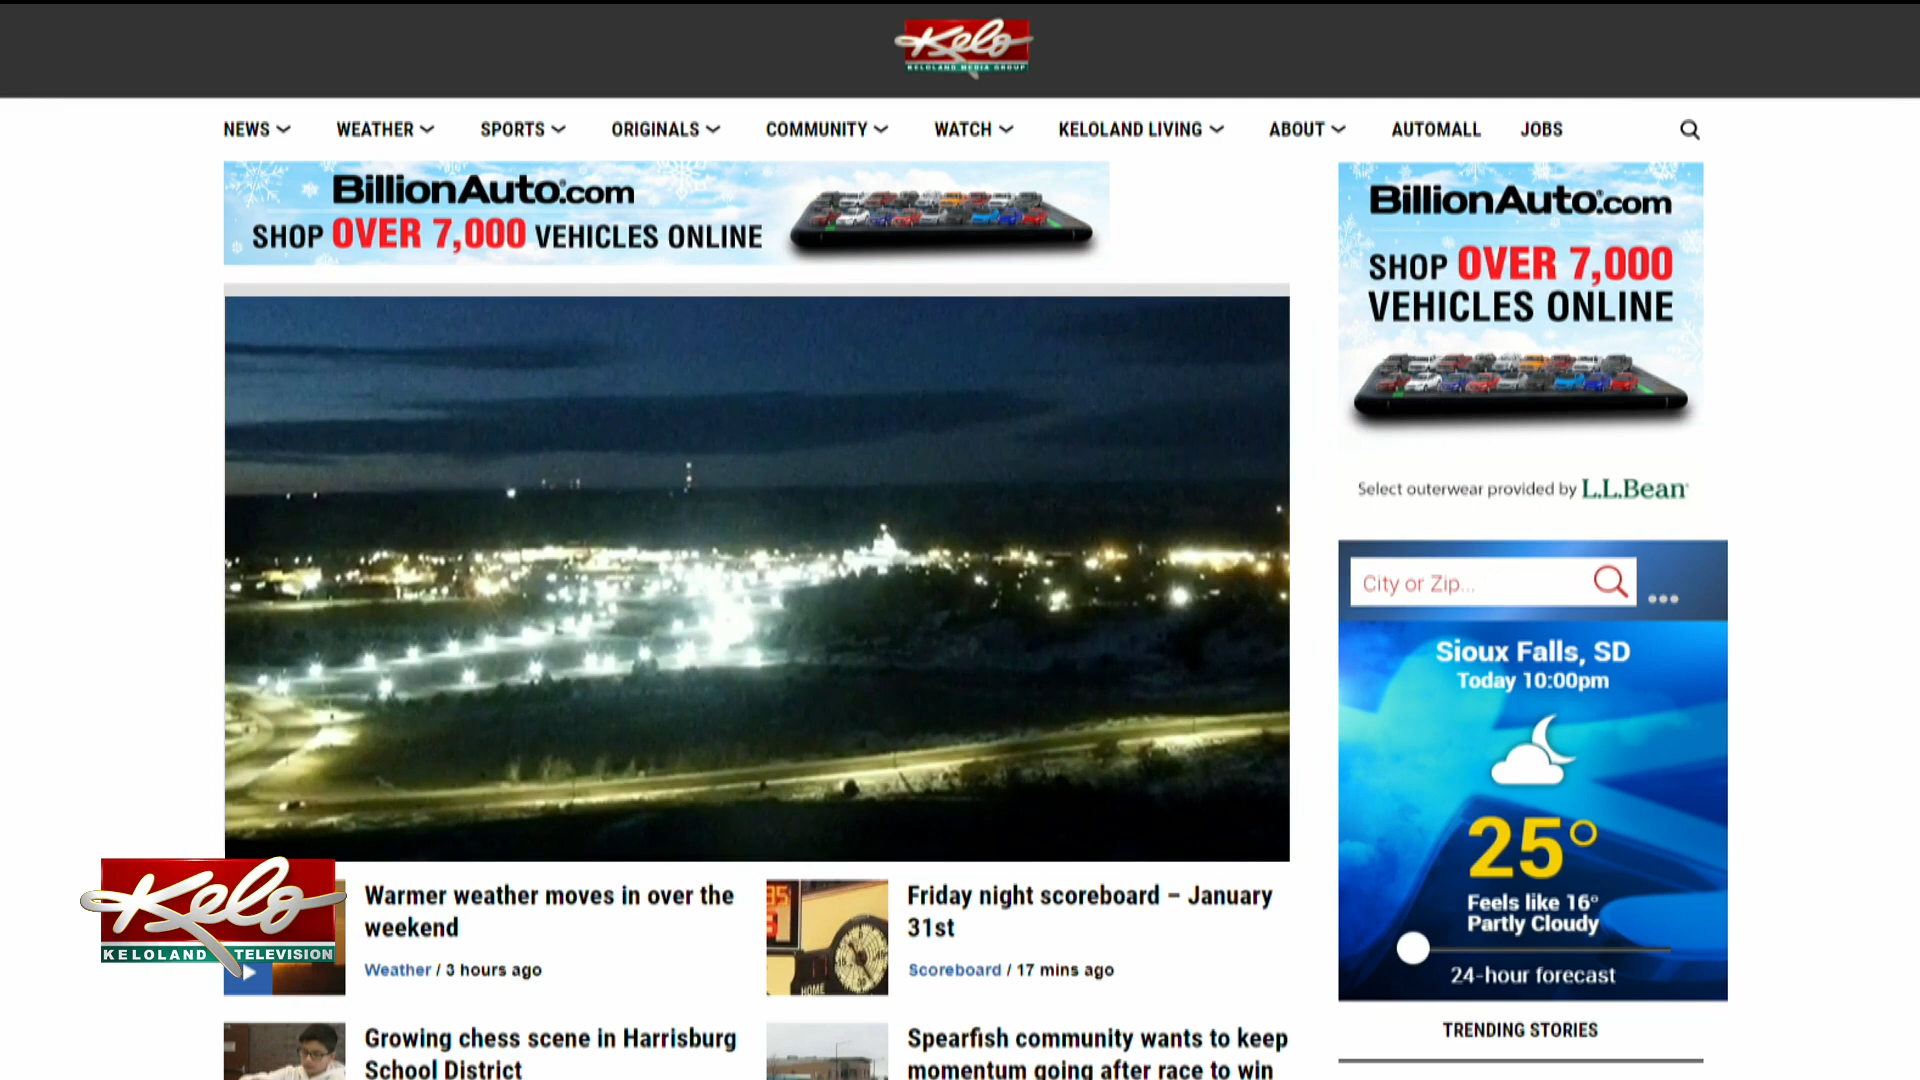 Kelo
KELOLAND MEDIA GROUP
NEWS WEATHER SPORTS ORIGINALS COMMUNITY WATCH KELOLAND LIVING ABOUT AUTOMALL JOBS
BillionAuto.com
SHOP OVER 7,000 VEHICLES ONLINE
BillionAuto.com
SHOP OVER 7,000
VEHICLES ONLINE
Select outerwear provided by L.L.Bean
City or Zip...
Sioux Falls, SD
Today 10:00pm
25°
Feels like 16°
Partly Cloudy
24-hour forecast
TRENDING STORIES
Kelo
KELOLAND TELEVISION
Warmer weather moves in over the
weekend
Weather / 3 hours ago
HOME
Friday night scoreboard – January
31st
Scoreboard / 17 mins ago
Growing chess scene in Harrisburg
School District
Spearfish community wants to keep
momentum going after race to win